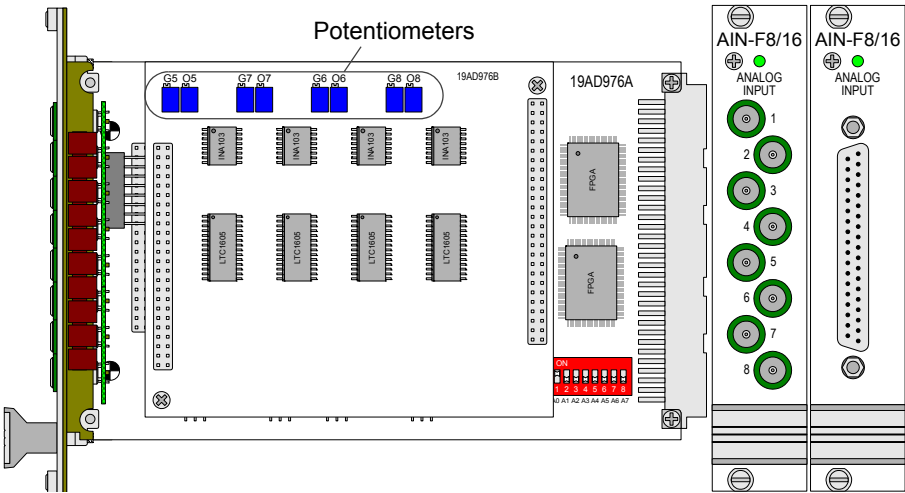 Potentiometers
G5 O5 G7 O7 G6 O6 G8 O8
19AD976B
19AD976A
INA103 INA103 INA103 INA103
LTC1605 LTC1605 LTC1605 LTC1605
FPGA
FPGA
ON
1 2 3 4 5 6 7 8
A0 A1 A2 A3 A4 A5 A6 A7
AIN-F8/16
ANALOG
INPUT
1
2
3
4
5
6
7
8
AIN-F8/16
ANALOG
INPUT